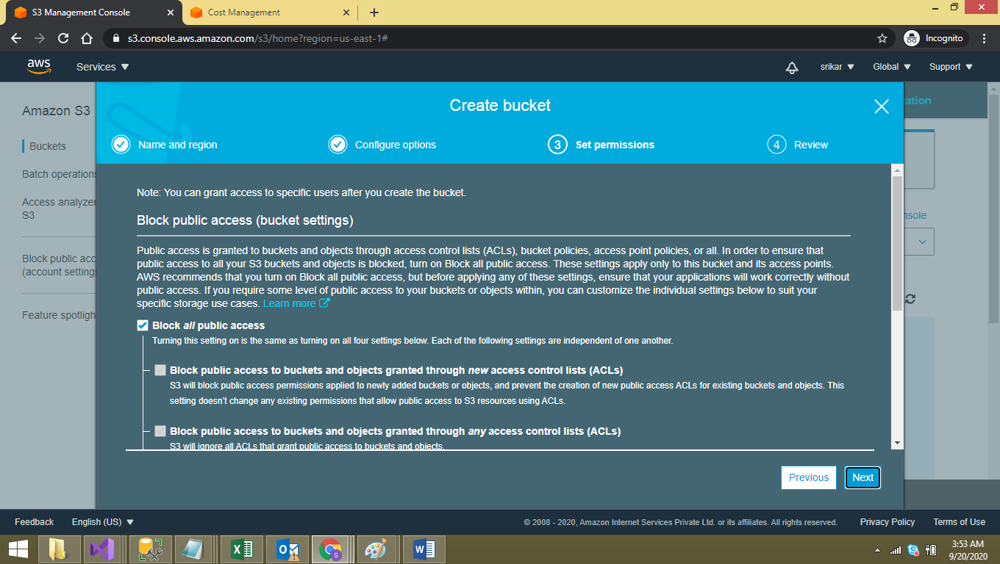 S3 Management Console
Cost Management
s3.console.aws.amazon.com/s3/home?region=us-east-1#
Incognito
aws
Services
srikar
Global
Support
Amazon S3
Buckets
Batch operations
Access analyzer
S3
Block public acc
(account settings
Feature spotligh
ation
nsole
Create bucket
Name and region
Configure options
3 Set permissions
4 Review
Note: You can grant access to specific users after you create the bucket.
Block public access (bucket settings)
Public access is granted to buckets and objects through access control lists (ACLs), bucket policies, access point policies, or all. In order to ensure that
public access to all your S3 buckets and objects is blocked, turn on Block all public access. These settings apply only to this bucket and its access points.
AWS recommends that you turn on Block all public access, but before applying any of these settings, ensure that your applications will work correctly without
public access. If you require some level of public access to your buckets or objects within, you can customize the individual settings below to suit your
specific storage use cases. Learn more
Block all public access
Turning this setting on is the same as turning on all four settings below. Each of the following settings are independent of one another.
Block public access to buckets and objects granted through new access control lists (ACLs)
S3 will block public access permissions applied to newly added buckets or objects, and prevent the creation of new public access ACLs for existing buckets and objects. This
setting doesn't change any existing permissions that allow public access to S3 resources using ACLs.
Block public access to buckets and objects granted through any access control lists (ACLs)
S3 will ignore all ACLs that grant public access to buckets and objects.
Previous
Next
Feedback
English (US)
© 2008 - 2020, Amazon Internet Services Private Ltd. or its affiliates. All rights reserved.
Privacy Policy
Terms of Use
3:53 AM
9/20/2020